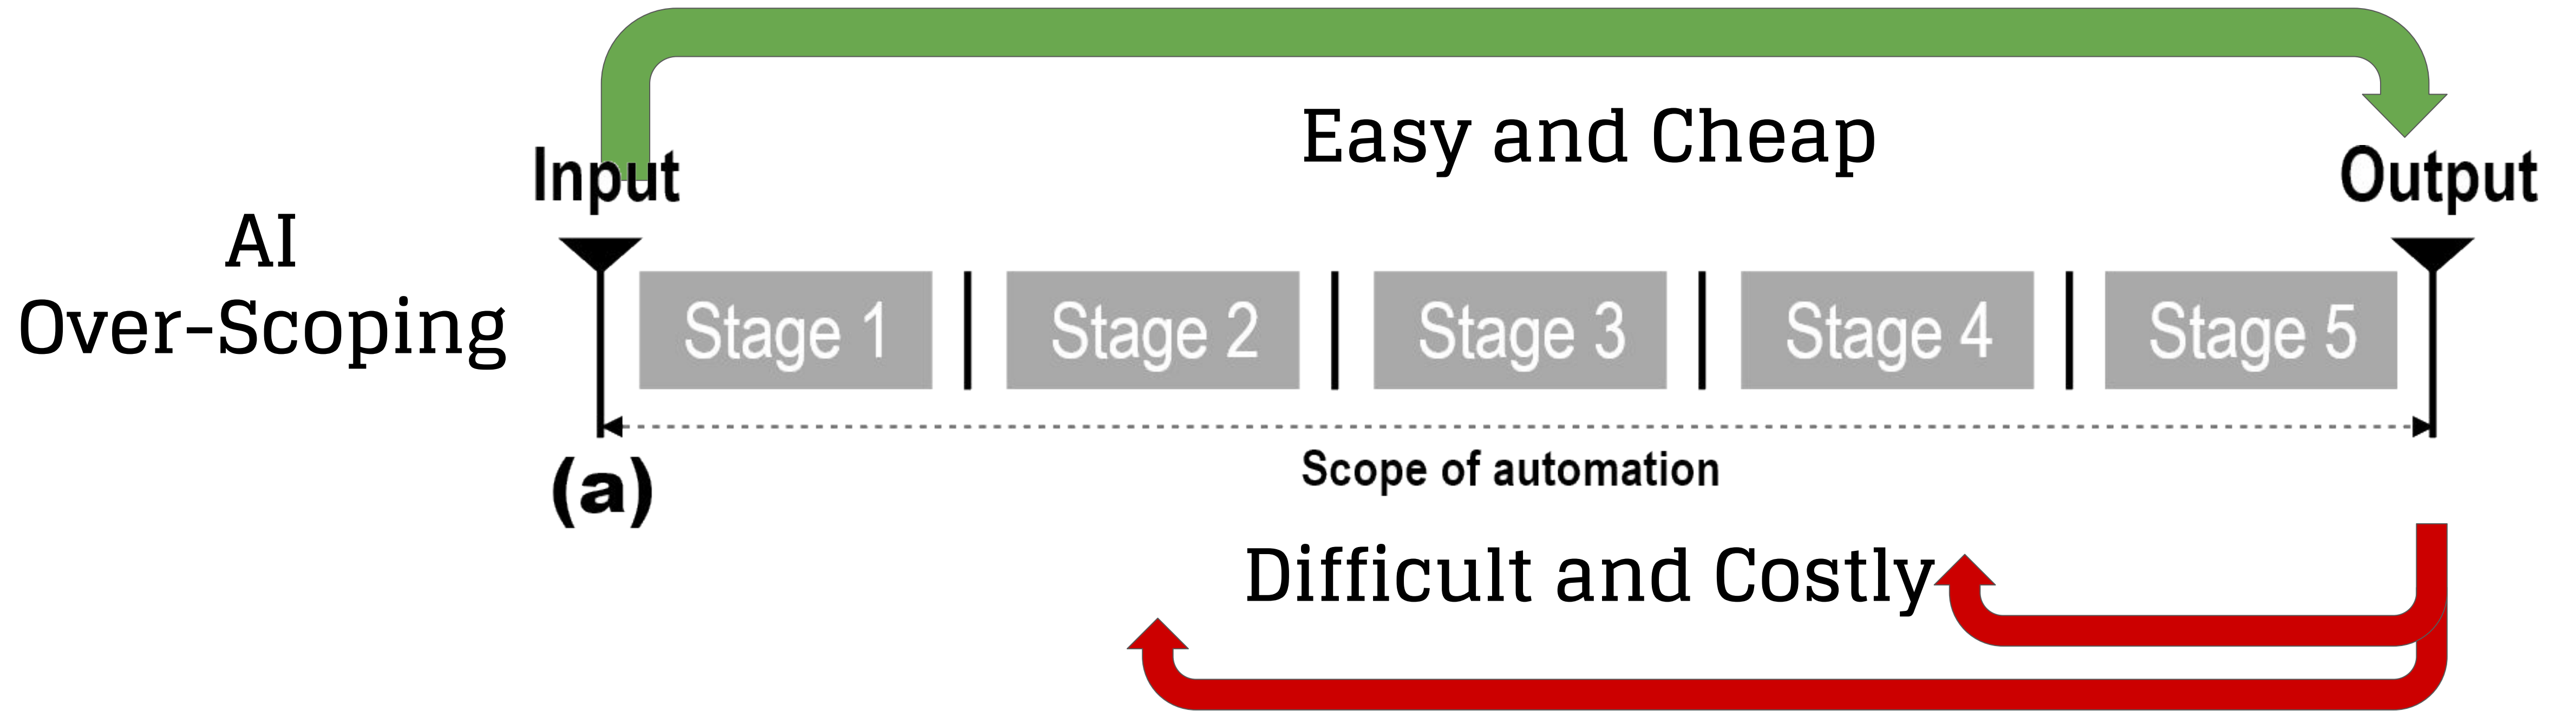 Easy and Cheap
Input
Output
AI
Over-Scoping
Stage 1
Stage 2
Stage 3
Stage 4
Stage 5
Scope of automation
(a)
Difficult and Costly